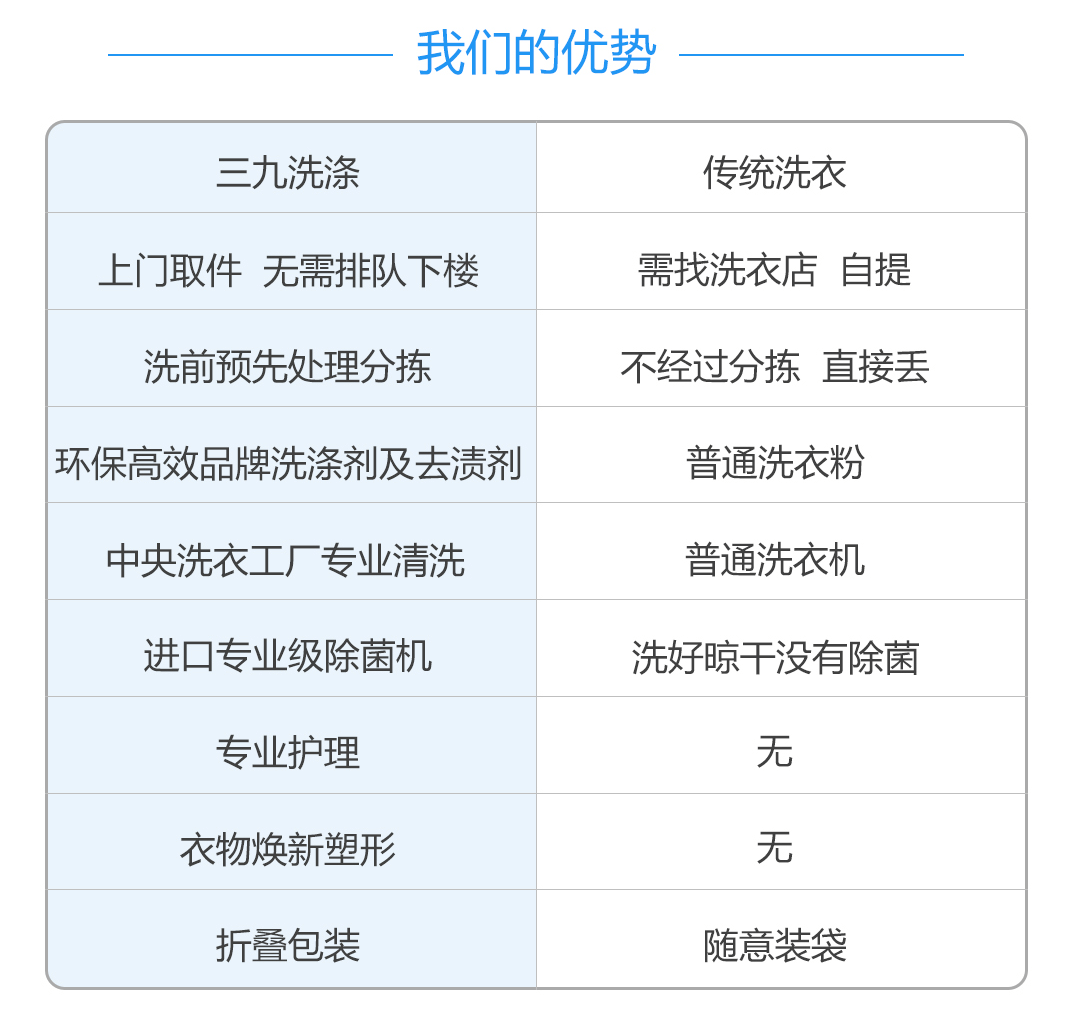 我们的优势
三九洗涤 传统洗衣
上门取件 无需排队下楼 需找洗衣店 自提
洗前预先处理分拣 不经过分拣 直接丢
环保高效品牌洗涤剂及去渍剂 普通洗衣粉
中央洗衣工厂专业清洗 普通洗衣机
进口专业级除菌机 洗好晾干没有除菌
专业护理 无
衣物焕新塑形 无
折叠包装 随意装袋